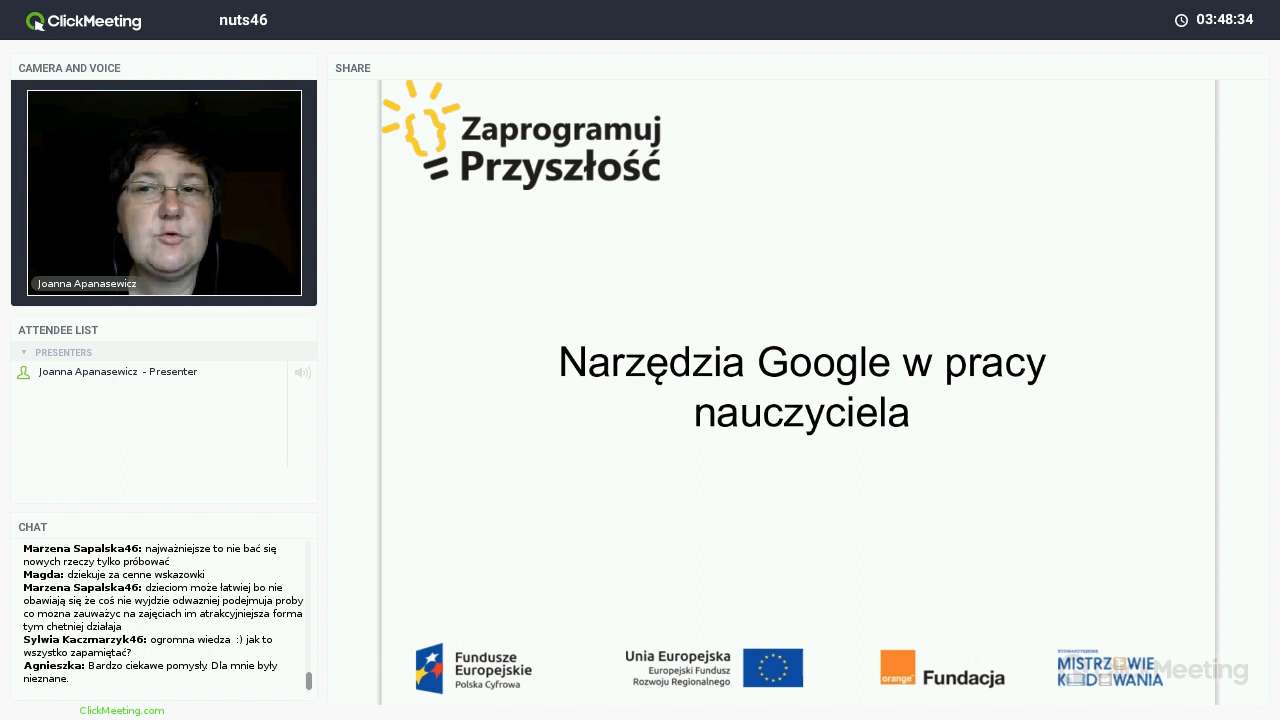 ClickMeeting
nuts46
03:48:34
CAMERA AND VOICE
Joanna Apanasewicz
ATTENDEE LIST
PRESENTERS
Joanna Apanasewicz - Presenter
CHAT
Marzena Sapalska46: najważniejsze to nie bać się
nowych rzeczy tylko próbować
Magda: dziekuje za cenne wskazowki
Marzena Sapalska46: dzieciom może łatwiej bo nie
obawiają się że coś nie wyjdzie odwazniej podejmuja proby
co mozna zauważyc na zajęciach im atrakcyjniejsza forma
tym chetniej działaja
Sylwia Kaczmarzyk46: ogromna wiedza :) jak to
wszystko zapamiętać?
Agnieszka: Bardzo ciekawe pomysły. Dla mnie były
nieznane.
ClickMeeting.com
SHARE
Zaprogramuj
Przyszłość
Narzędzia Google w pracy
nauczyciela
Fundusze
Europejskie
Polska Cyfrowa
Unia Europejska
Europejski Fundusz
Rozwoju Regionalnego
orange
Fundacja
STOWARZYSZENIE
MISTRZOWIE
KODOWANIA
Meeting